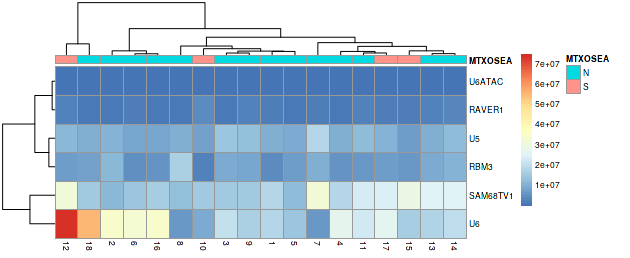 MTXOSEA
U6ATAC
RAVER1
U5
RBM3
SAM68TV1
U6
12 18 2 6 16 8 10 3 9 1 5 7 4 11 17 15 13 14
7e+07
6e+07
5e+07
4e+07
3e+07
2e+07
1e+07
MTXOSEA
N
S